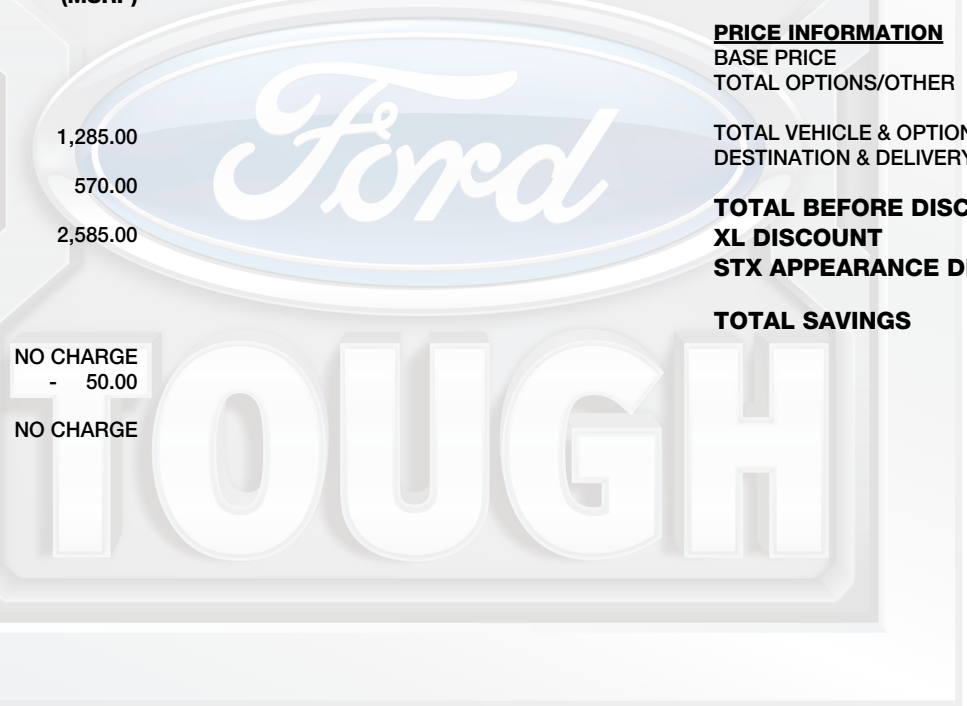 (MSRP)
1,285.00
570.00
2,585.00
NO CHARGE
- 50.00
NO CHARGE
PRICE INFORMATION
BASE PRICE
TOTAL OPTIONS/OTHER
TOTAL VEHICLE & OPTION
DESTINATION & DELIVERY
TOTAL BEFORE DISC
XL DISCOUNT
STX APPEARANCE DI
TOTAL SAVINGS
Ford
TOUGH